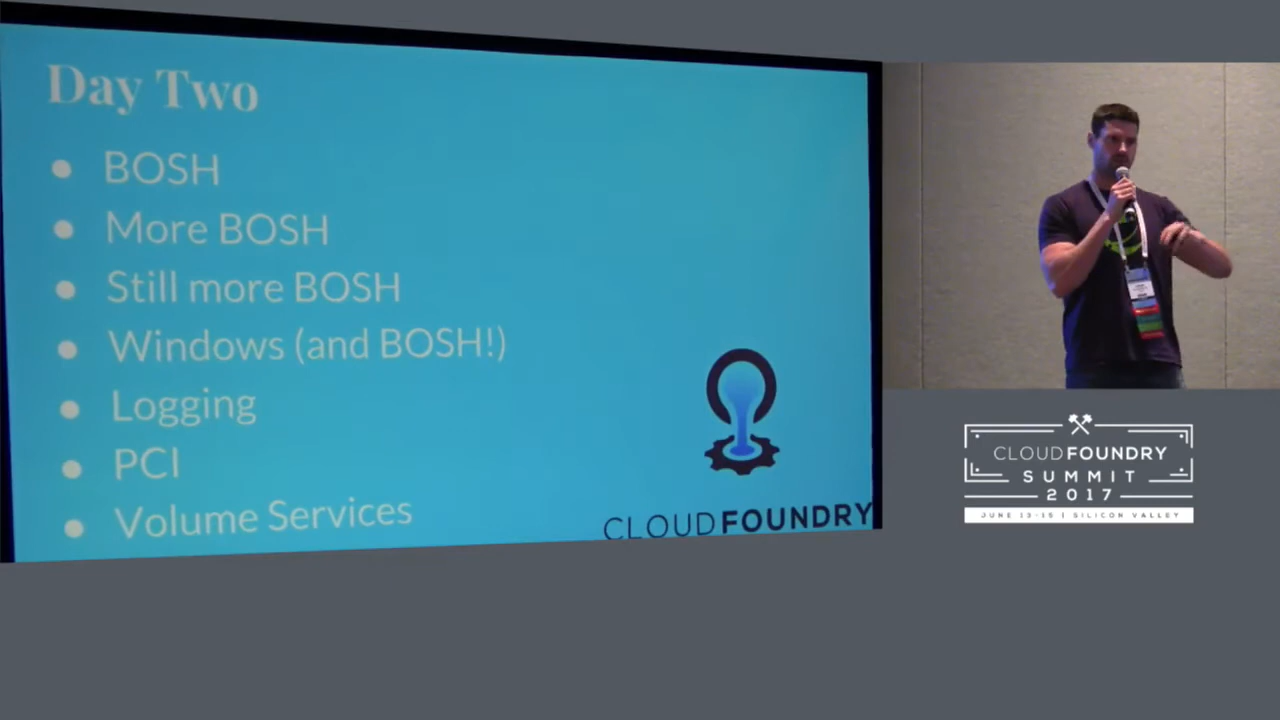 Day Two
BOSH
More BOSH
Still more BOSH
Windows (and BOSH!)
Logging
PCI
Volume Services
CLOUDFOUNDRY
CLOUDFOUNDRY
SUMMIT
2017
JUNE 13-15 | SILICON VALLEY